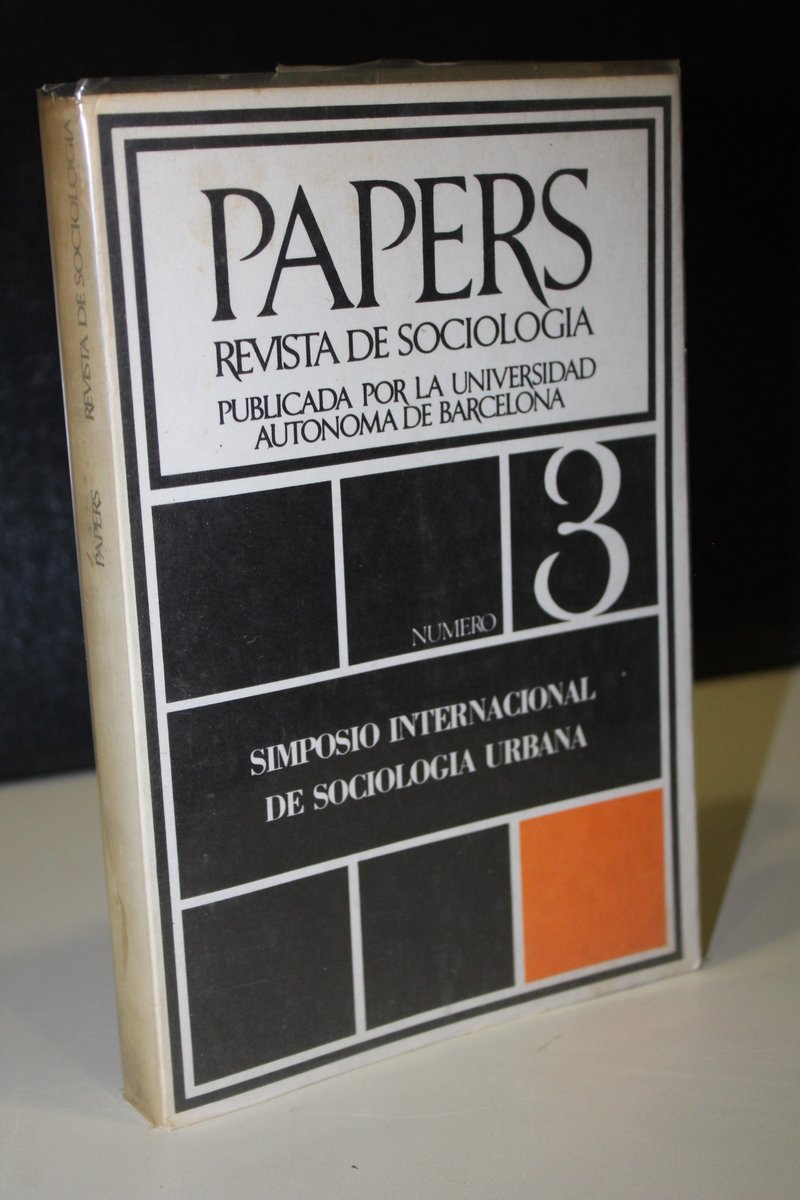 PAPERS
REVISTA DE SOCIOLOGIA
PUBLICADA POR LA UNIVERSIDAD
AUTONOMA DE BARCELONA
3
NUMERO
SIMPOSIO INTERNACIONAL
DE SOCIOLOGIA URBANA
PAPERS REVISTA DE SOCIOLOGIA